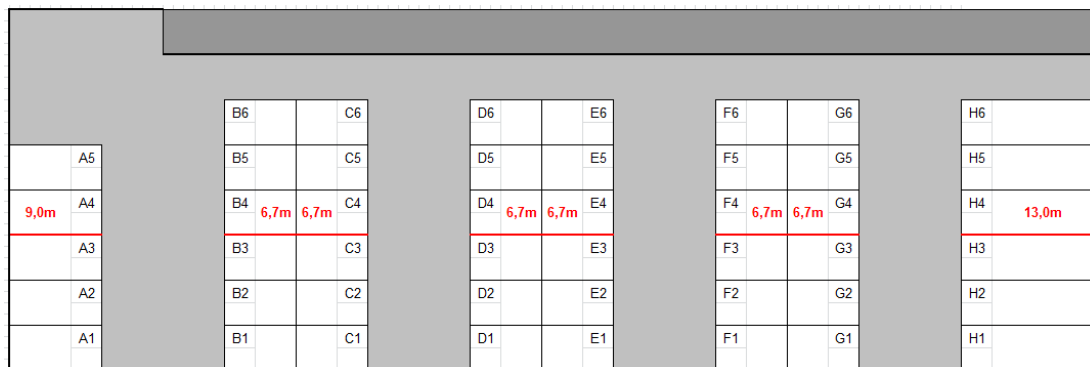 B6 C6 D6 E6 F6 G6 H6
A5 B5 C5 D5 E5 F5 G5 H5
9,0m A4 B4 6,7m 6,7m C4 D4 6,7m 6,7m E4 F4 6,7m 6,7m G4 H4 13,0m
A3 B3 C3 D3 E3 F3 G3 H3
A2 B2 C2 D2 E2 F2 G2 H2
A1 B1 C1 D1 E1 F1 G1 H1